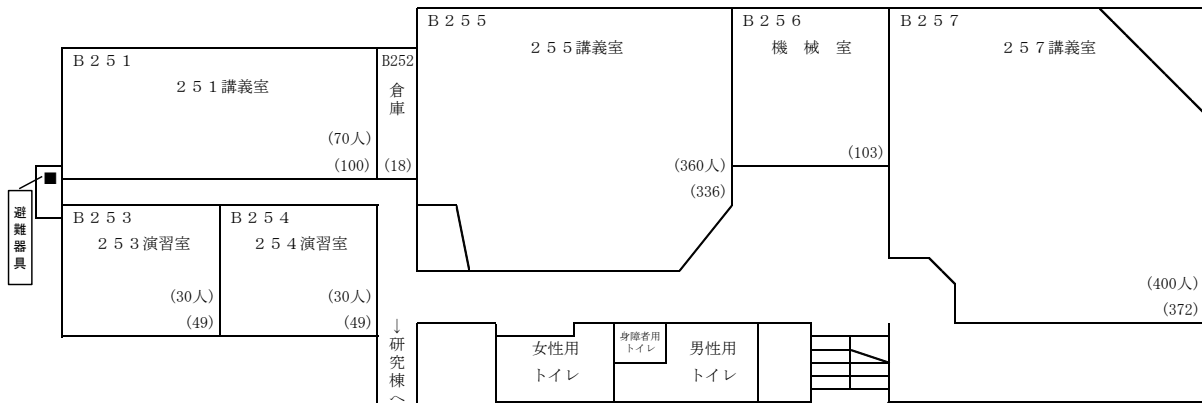 Ｂ２５１
２５１講義室
(70人)
(100)
B252
倉庫
(18)
Ｂ２５５
２５５講義室
(360人)
(336)
Ｂ２５６
機　械　室
(103)
Ｂ２５７
２５７講義室
(400人)
(372)
避難器具
Ｂ２５３
２５３演習室
(30人)
(49)
Ｂ２５４
２５４演習室
(30人)
(49)
↓研究棟へ
女性用
トイレ
身障者用
トイレ
男性用
トイレ